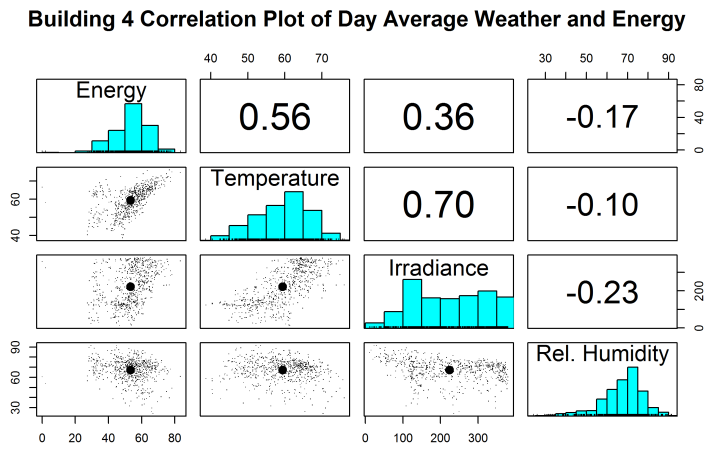 Building 4 Correlation Plot of Day Average Weather and Energy
40 50 60 70
30 50 70 90
Energy
0.56
0.36
-0.17
0 40 80
Temperature
0.70
-0.10
40 60
Irradiance
-0.23
0 200
Rel. Humidity
30 60 90
0 20 40 60 80
0 100 200 300